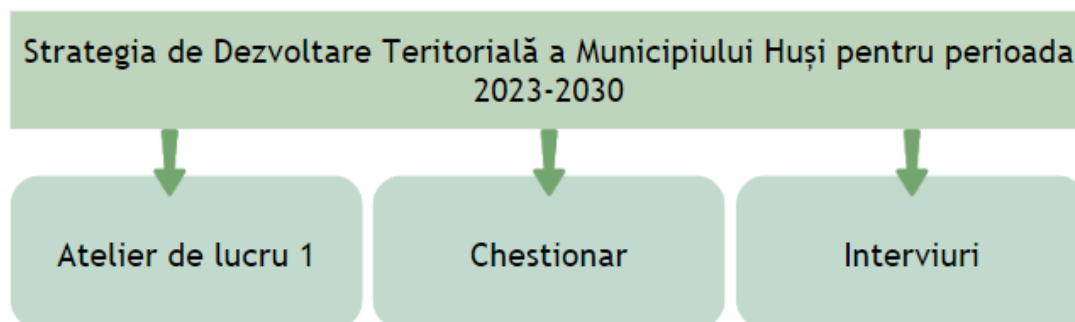 Strategia de Dezvoltare Teritorială a Municipiului Huși pentru perioada
2023-2030
Atelier de lucru 1
Chestionar
Interviuri